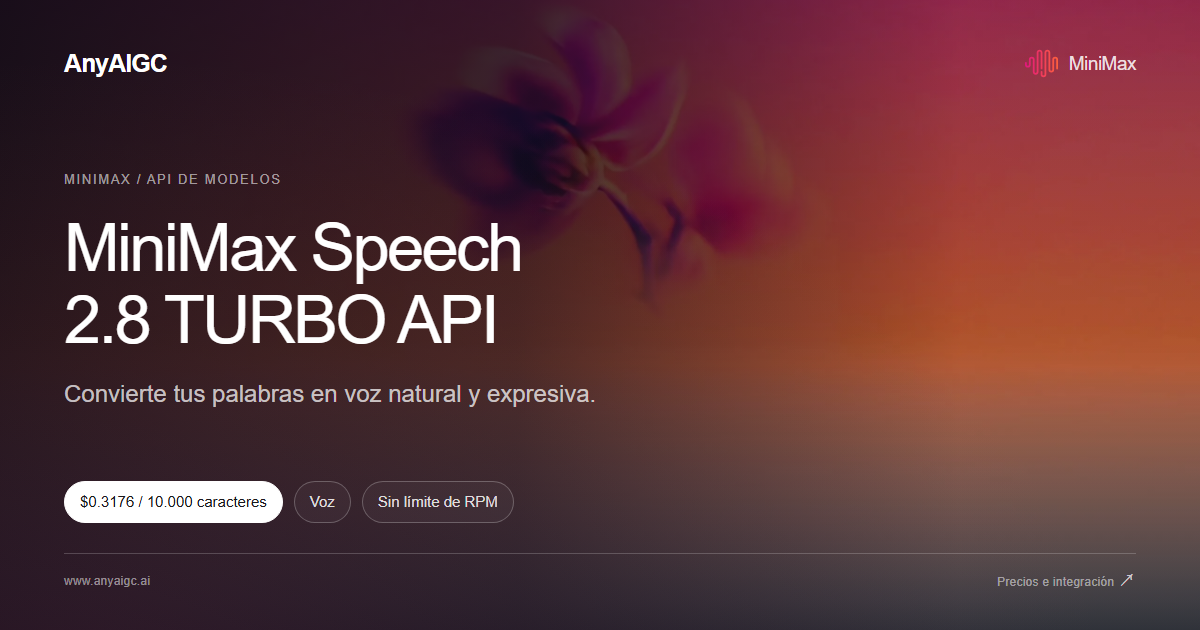 AnyAIGC
MiniMax
MINIMAX / API DE MODELOS
MiniMax Speech
2.8 TURBO API
Convierte tus palabras en voz natural y expresiva.
$0.3176 / 10.000 caracteres
Voz
Sin límite de RPM
www.anyaigc.ai
Precios e integración ↗